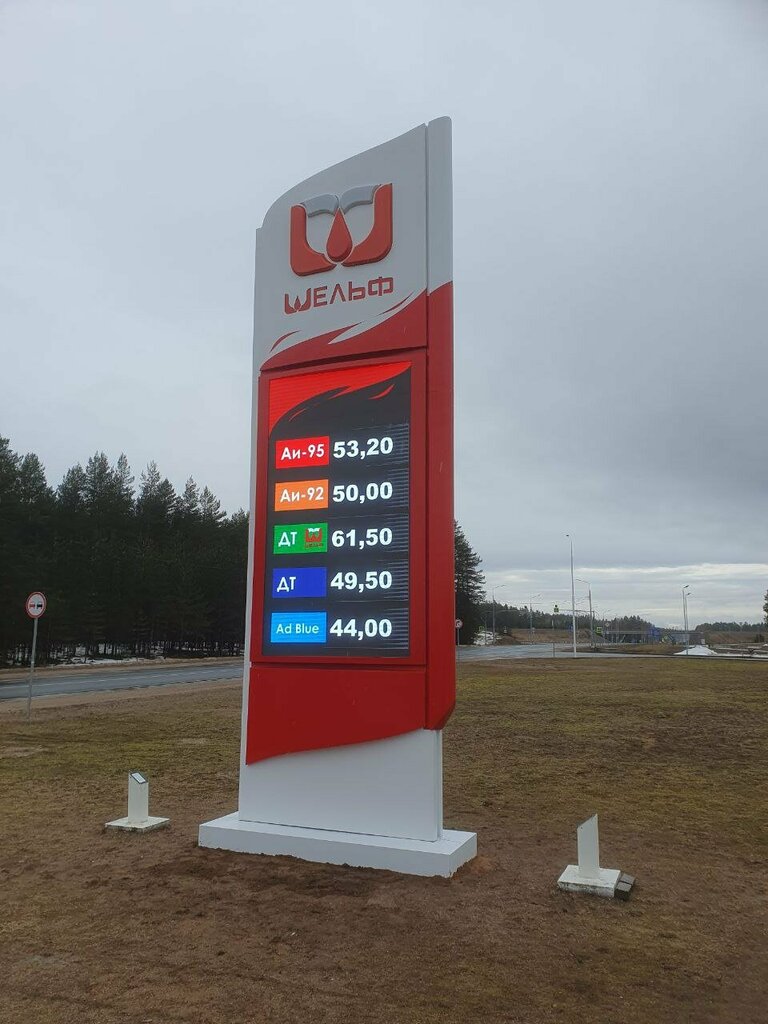 ШЕЛЬФ
Аи-95 53,20
Аи-92 50,00
ДТ ШЕЛЬФ 61,50
ДТ 49,50
Ad Blue 44,00